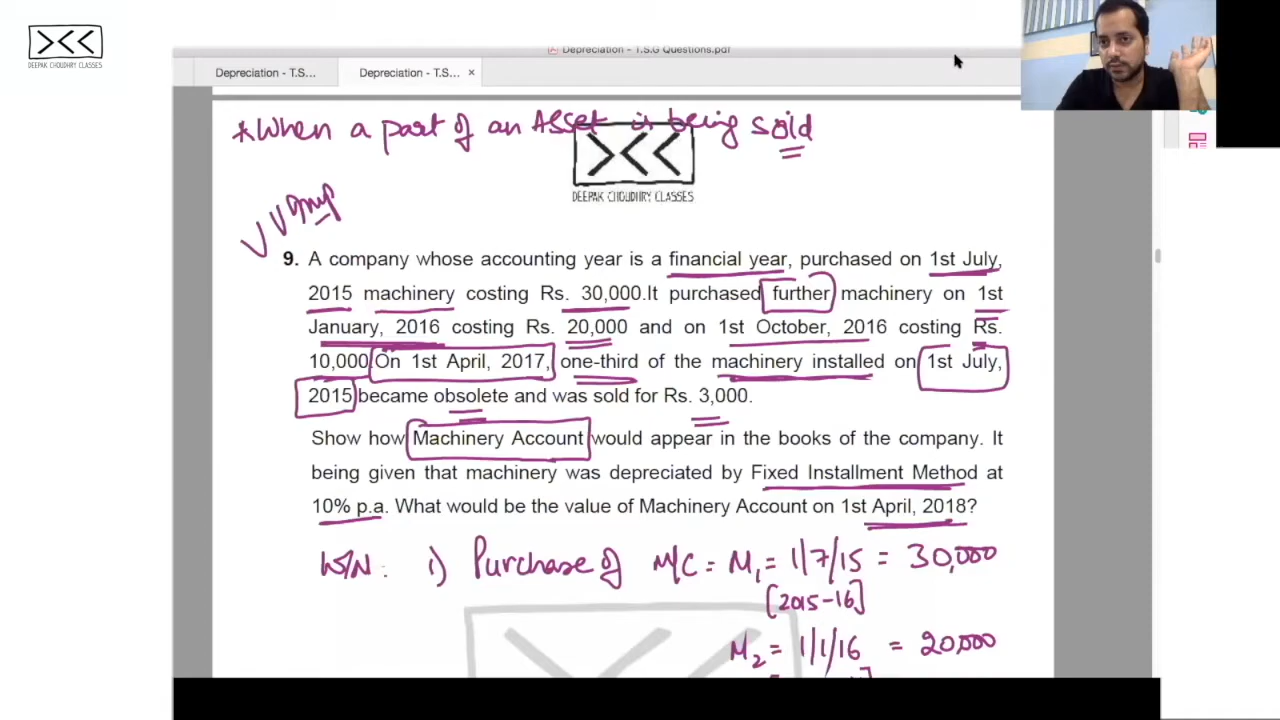 DEEPAK CHOUDHRY CLASSES
Depreciation - T.S.G Questions.pdf
Depreciation - T.S... Depreciation - T.S... ×
*When a part of an Asset is being sold
DEEPAK CHOUDHRY CLASSES
VVImp
9. A company whose accounting year is a financial year, purchased on 1st July,
2015 machinery costing Rs. 30,000.It purchased further machinery on 1st
January, 2016 costing Rs. 20,000 and on 1st October, 2016 costing Rs.
10,000 On 1st April, 2017, one-third of the machinery installed on 1st July,
2015 became obsolete and was sold for Rs. 3,000.
Show how Machinery Account would appear in the books of the company. It
being given that machinery was depreciated by Fixed Installment Method at
10% p.a. What would be the value of Machinery Account on 1st April, 2018?
W/N: 1) Purchase of M/C = M1 = 1/7/15 = 30,000
[2015-16]
M2 = 1/1/16 = 20,000